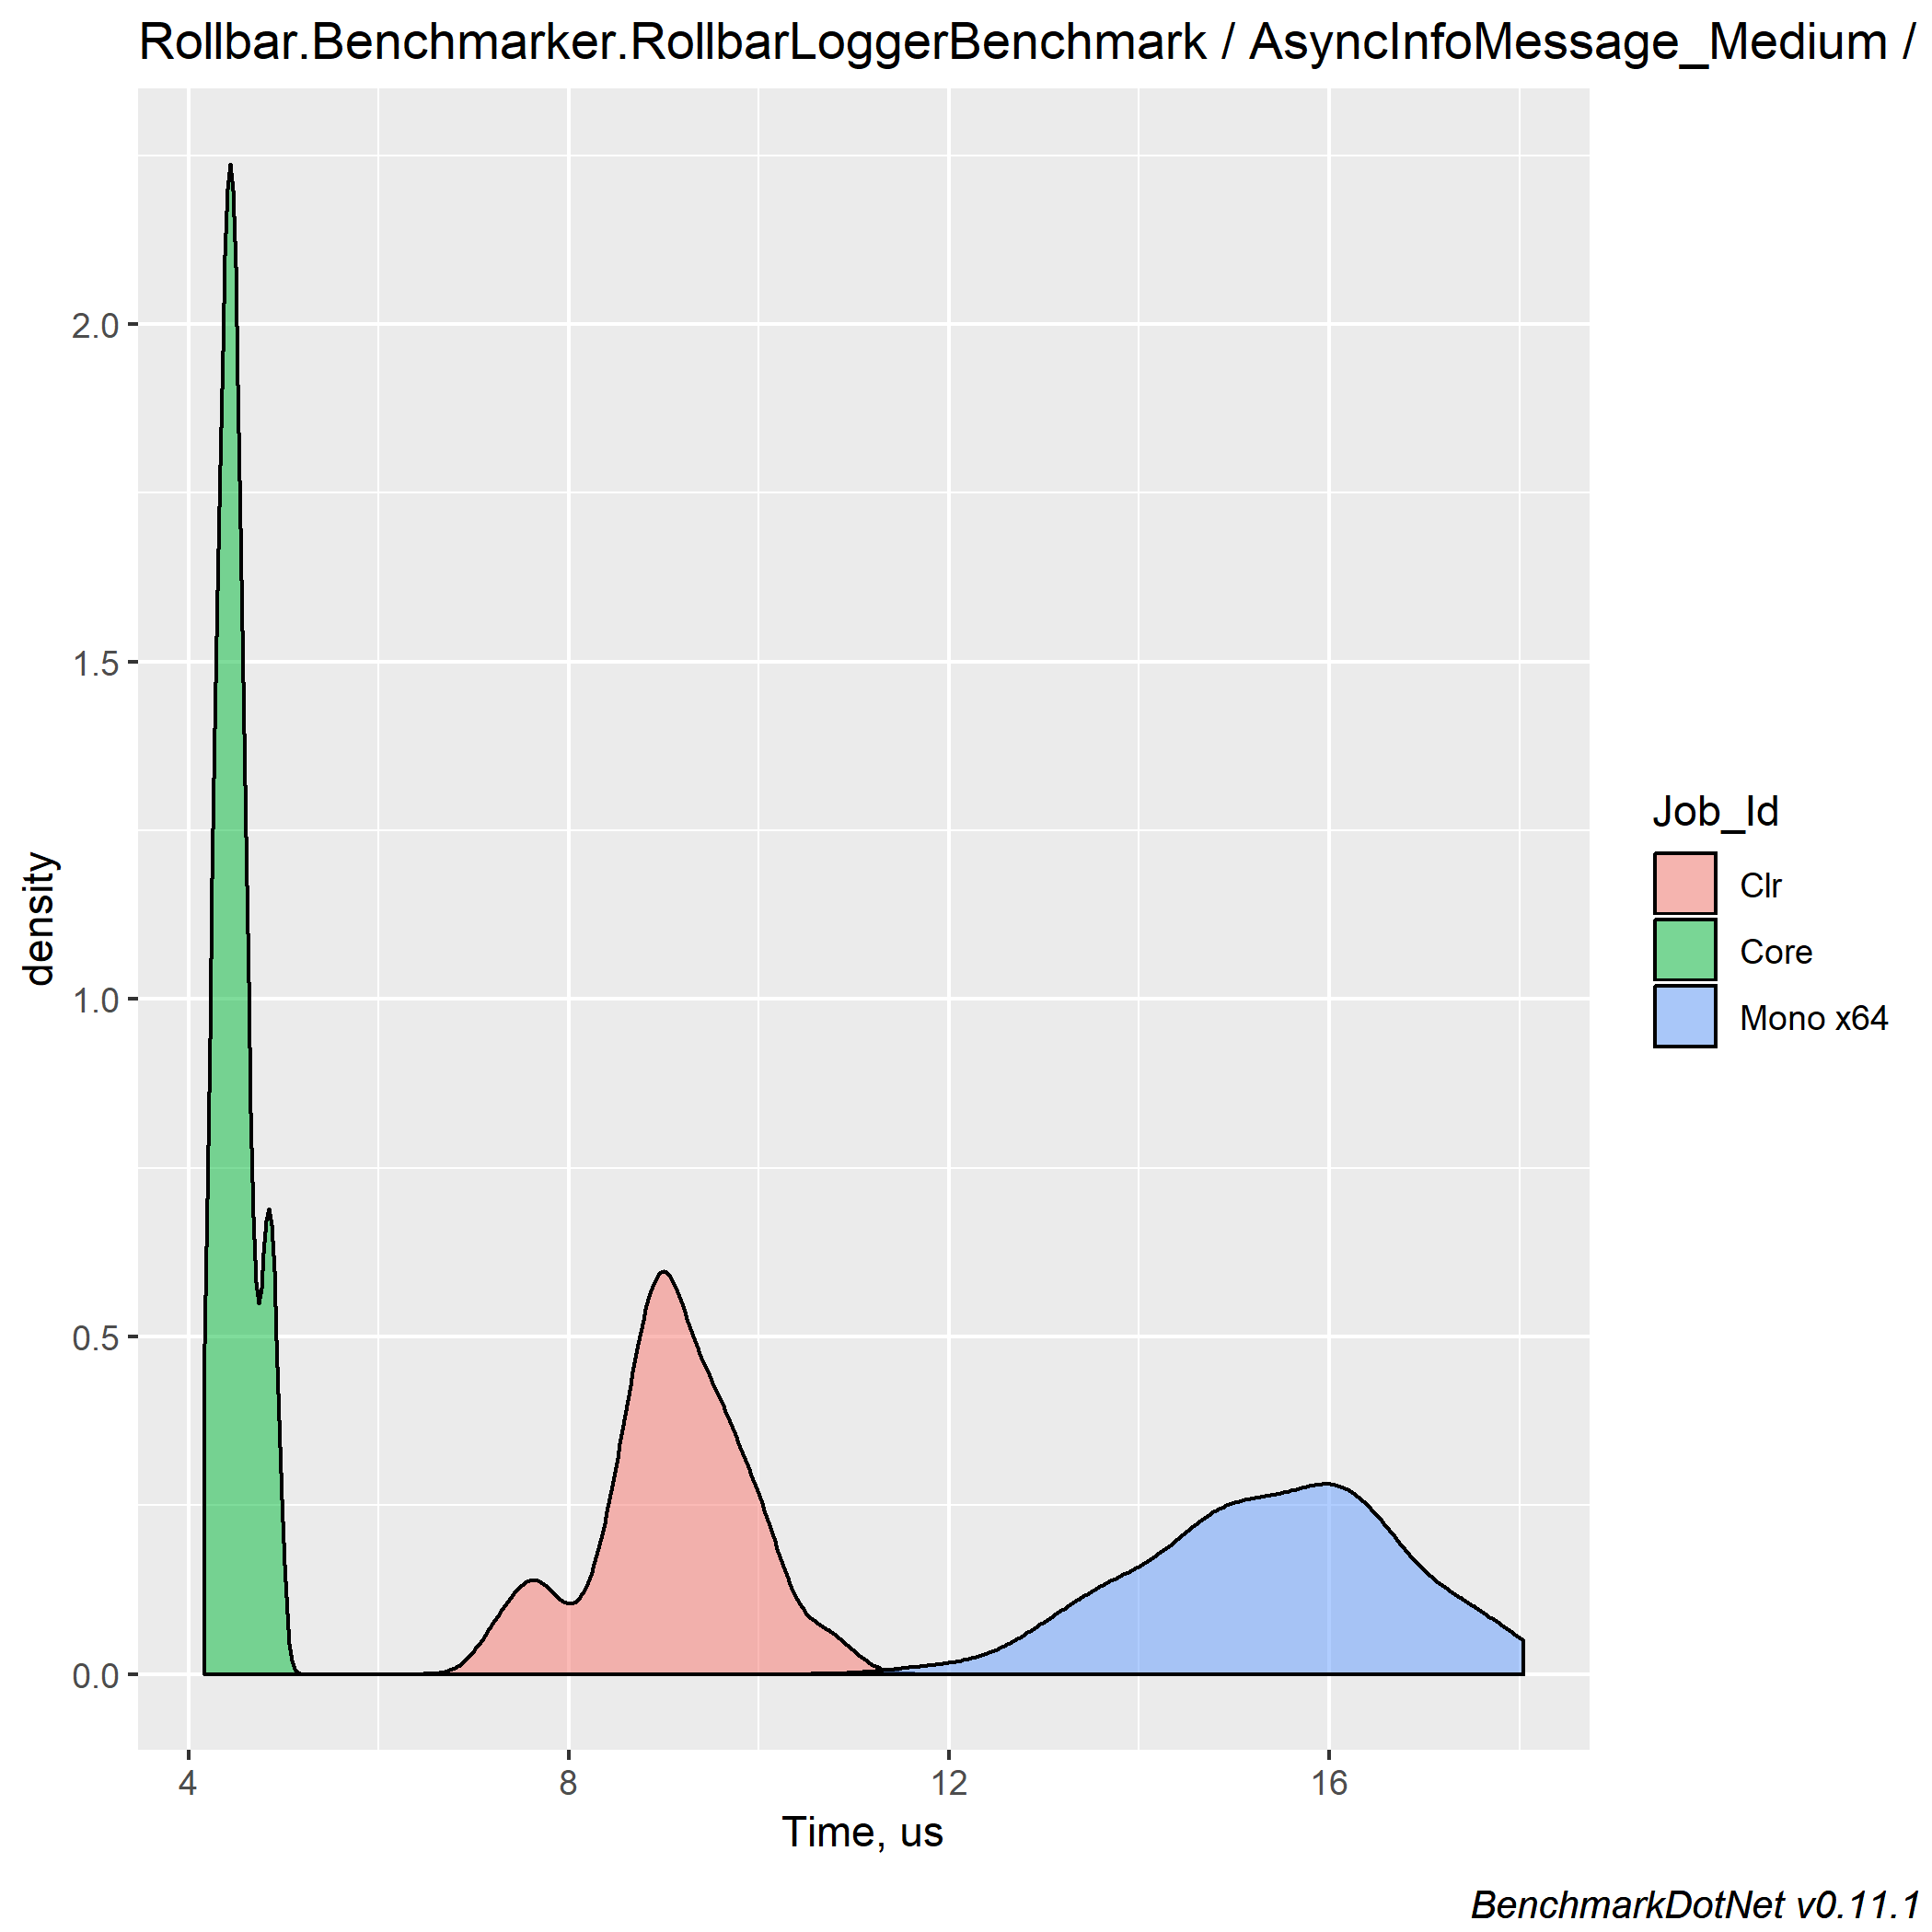 Rollbar.Benchmarker.RollbarLoggerBenchmark / AsyncInfoMessage_Medium /
2.0
1.5
1.0
0.5
0.0
density
4 8 12 16
Time, us
Job_Id
Clr
Core
Mono x64
BenchmarkDotNet v0.11.1